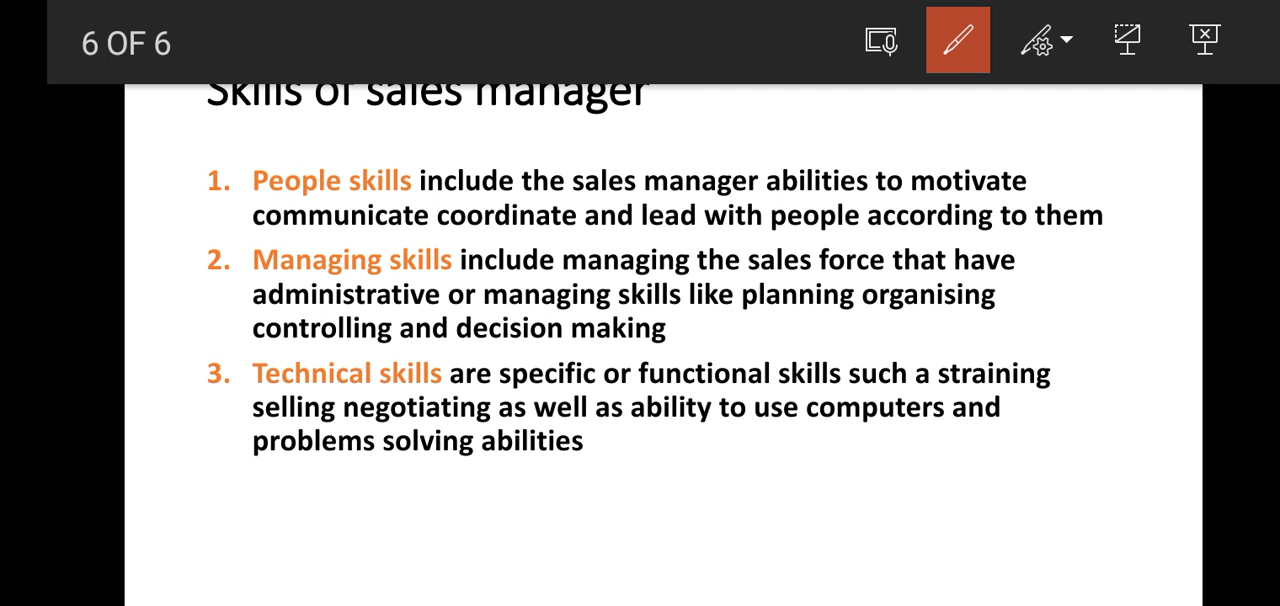 6 OF 6
Skills of sales manager
1. People skills include the sales manager abilities to motivate
communicate coordinate and lead with people according to them
2. Managing skills include managing the sales force that have
administrative or managing skills like planning organising
controlling and decision making
3. Technical skills are specific or functional skills such a straining
selling negotiating as well as ability to use computers and
problems solving abilities